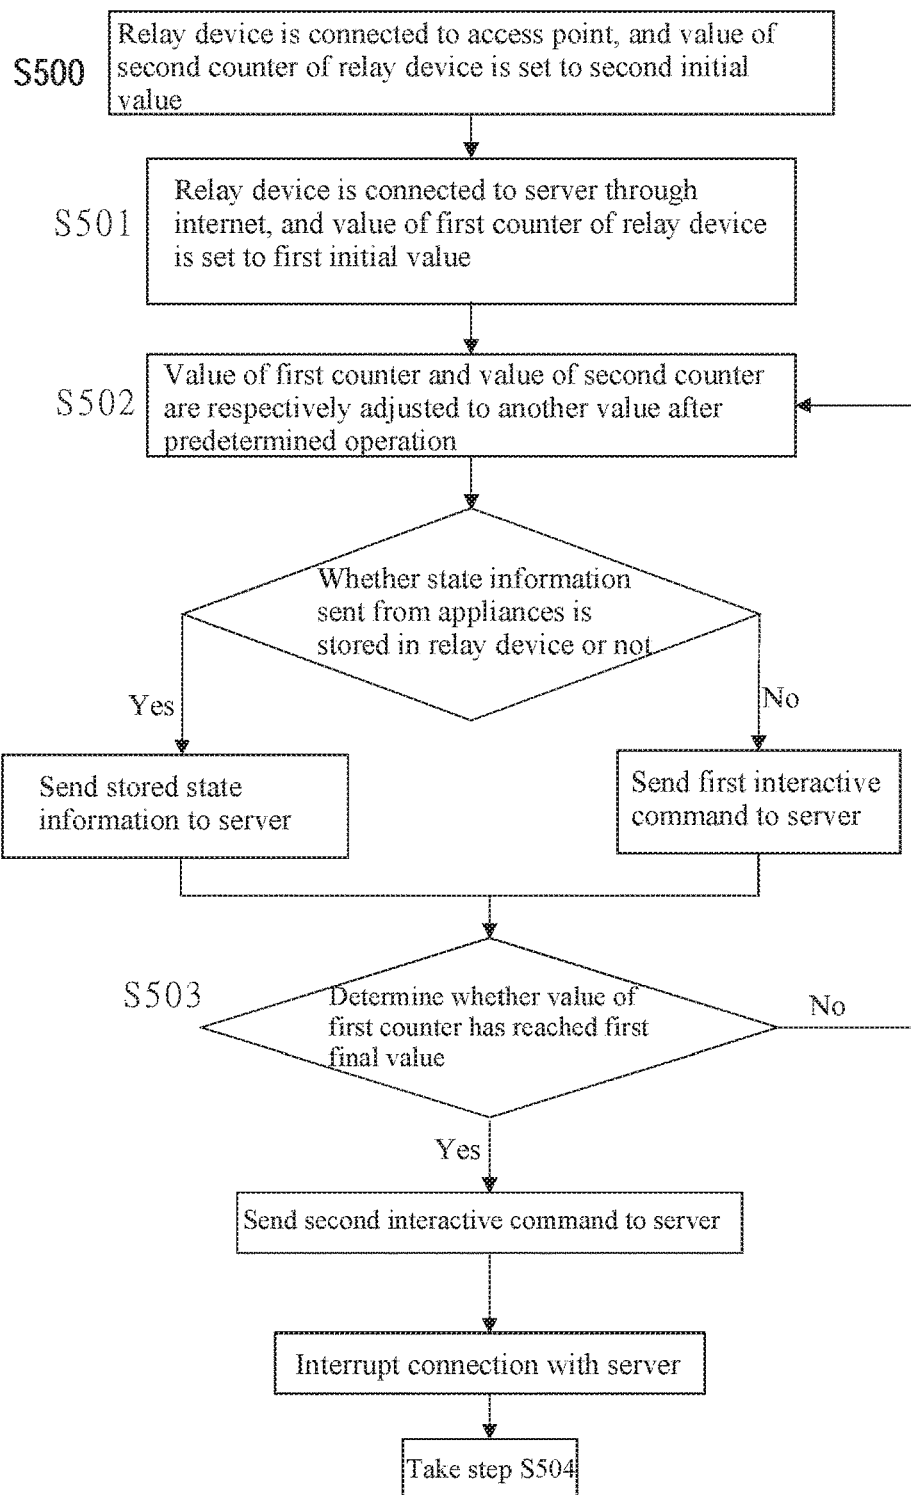 S500
Relay device is connected to access point, and value of
second counter of relay device is set to second initial
value
S501
Relay device is connected to server through
internet, and value of first counter of relay device
is set to first initial value
S502
Value of first counter and value of second counter
are respectively adjusted to another value after
predetermined operation
Whether state information
sent from appliances is
stored in relay device or not
Yes
No
Send stored state
information to server
Send first interactive
command to server
S503
Determine whether value of
first counter has reached first
final value
No
Yes
Send second interactive command to server
Interrupt connection with server
Take step S504